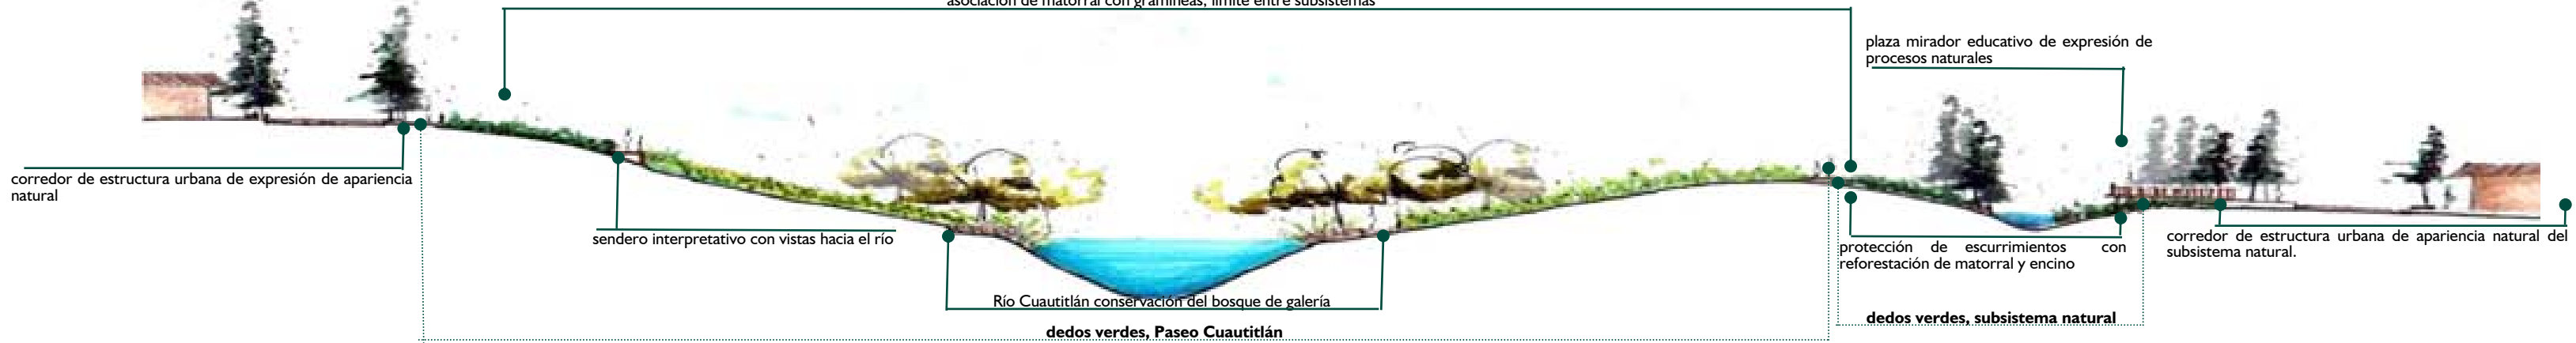 asociación de matorral con gramíneas, límite entre subsistemas
plaza mirador educativo de expresión de
procesos naturales
corredor de estructura urbana de expresión de apariencia
natural
sendero interpretativo con vistas hacia el río
Río Cuautitlán conservación del bosque de galería
dedos verdes, Paseo Cuautitlán
protección de escurrimientos con
reforestación de matorral y encino
dedos verdes, subsistema natural
corredor de estructura urbana de apariencia natural del
subsistema natural.